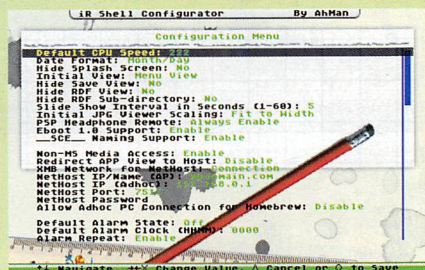 iR Shell Configurator By AhMan
Configuration Menu
Default CPU Speed: 222
Date Format: Month/Day
Hide Splash Screen: No
Initial View: Menu View
Hide Save View: No
Hide RDF View: No
Hide RDF Sub-directory: No
Slide Show Interval in Seconds (1-60): 5
Initial JPG Viewer Scaling: Fit to Width
PSP Headphone Remote: Always Enable
Eboot 1.0 Support: Enable
__SCE__ Naming Support: Enable
Non-MS Media Access: Enable
Redirect APP View to Host: Disable
XMB Network for NetHost: Connection
NetHost IP/Name (AP):
NetHost IP (Adhoc):
NetHost Port:
NetHost Password
Allow Adhoc PC Connection for Homebrew: Disable
Default Alarm State: Off
Default Alarm Clock (HHMM): 0000
Alarm Repeat: Enable
Navigate Change Value, △ Cancel or O to Save